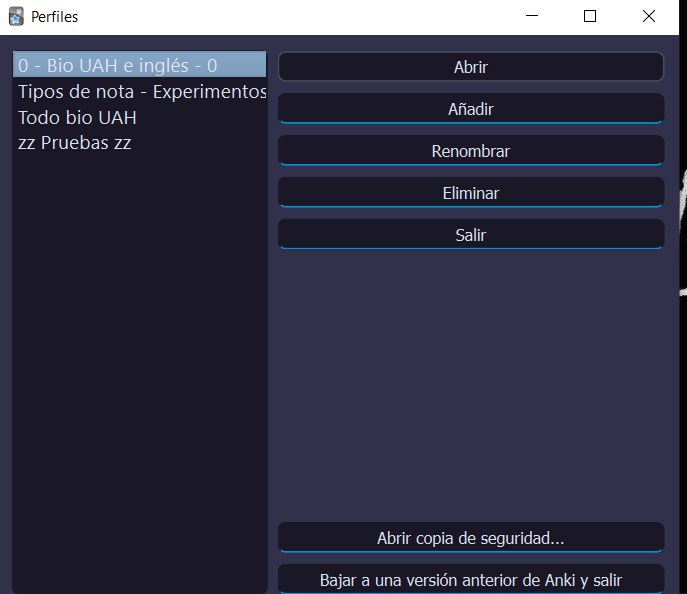 Perfiles
0 - Bio UAH e inglés - 0
Tipos de nota - Experimentos
Todo bio UAH
zz Pruebas zz
Abrir
Añadir
Renombrar
Eliminar
Salir
Abrir copia de seguridad...
Bajar a una versión anterior de Anki y salir